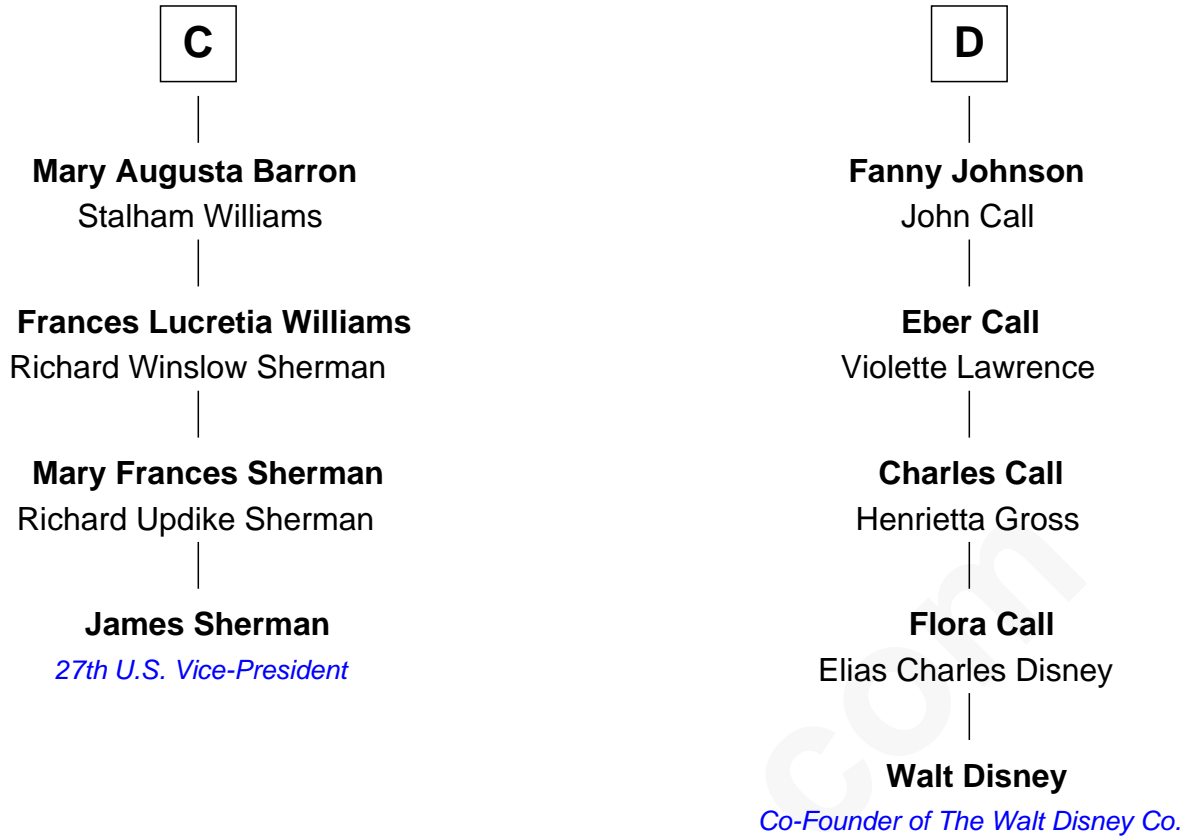 C
Mary Augusta Barron
Stalham Williams
Frances Lucretia Williams
Richard Winslow Sherman
Mary Frances Sherman
Richard Updike Sherman
James Sherman
27th U.S. Vice-President
D
Fanny Johnson
John Call
Eber Call
Violette Lawrence
Charles Call
Henrietta Gross
Flora Call
Elias Charles Disney
Walt Disney
Co-Founder of The Walt Disney Co.
com